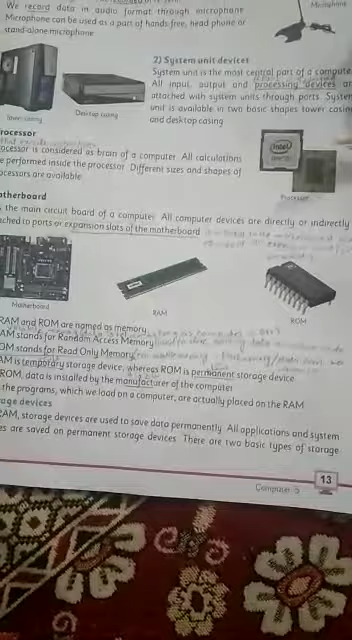 We record data in audio format through microphone
Microphone can be used as a part of hands free, head phone or
stand alone microphone
Microphone
2) System unit devices
System unit is the most central part of a compute
All input, output and processing devices ar
attached with system units through ports. System
unit is available in two basic shapes tower casing
and desktop casing
Tower casing
Desktop casing
rocessor
ocessor is considered as brain of a computer. All calculations
e performed inside the processor. Different sizes and shapes of
ocessors are available
intel
Processor
otherboard
the main circuit board of a computer. All computer devices are directly or indirectly
ched to ports or expansion slots of the motherboard
Motherboard
RAM
ROM
RAM and ROM are named as memory
AM stands for Random Access Memory
OM stands for Read Only Memory
AM is temporary storage device, whereas ROM is permanent storage device
ROM, data is installed by the manufacturer of the computer
the programs, which we load on a computer, are actually placed on the RAM
age devices
RAM, storage devices are used to save data permanently. All applications and system
es are saved on permanent storage devices. There are two basic types of storage
Computer 5
13